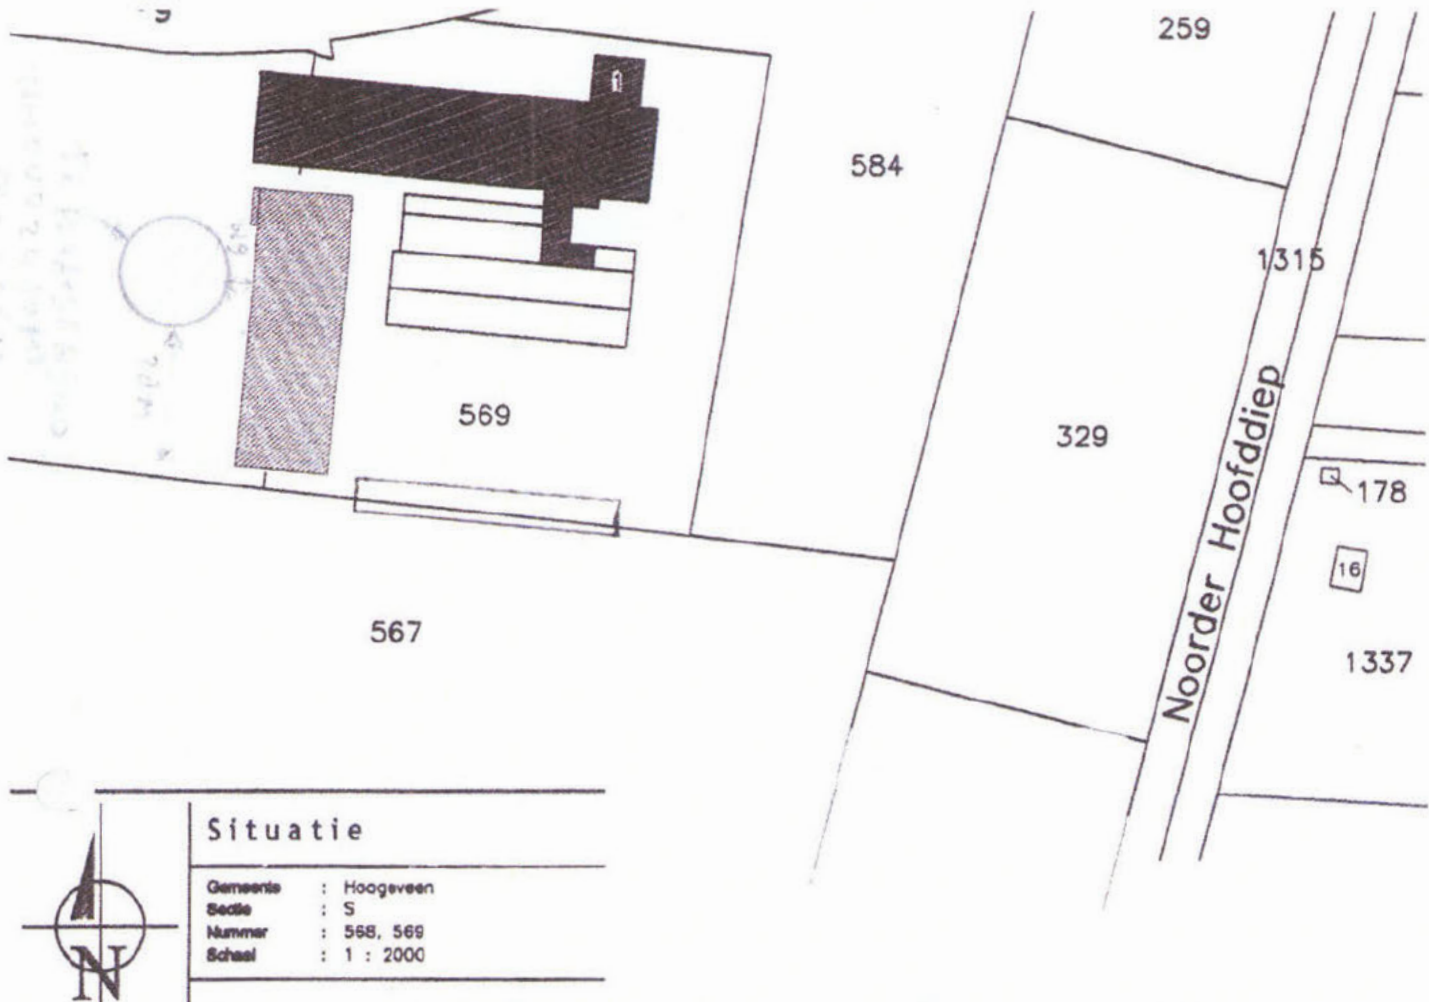 259
1
584
1315
569
329
Noorder Hoofddiep
178
16
567
1337
Situatie
Gemeente : Hoogeveen
Sectie : S
Nummer : 568, 569
Schaal : 1 : 2000
N